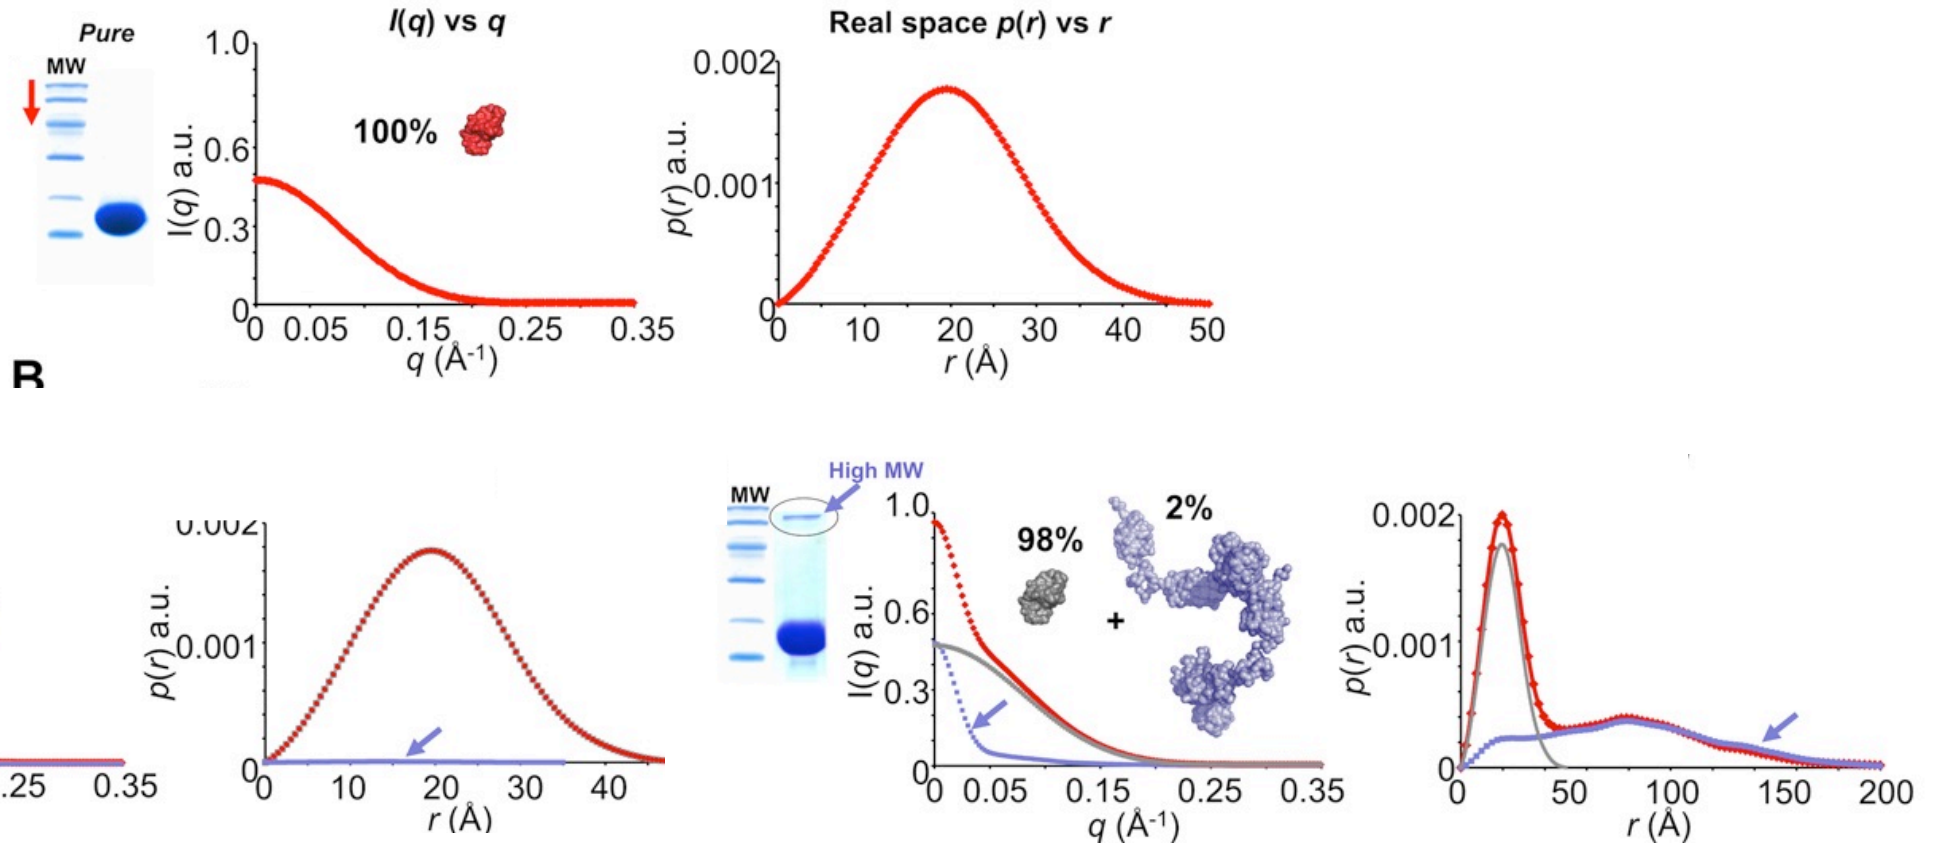 Pure
MW
I(q) vs q
1.0
0.6
0.3
0
I(q) a.u.
100%
0 0.05 0.15 0.25 0.35
q (Å-1)
Real space p(r) vs r
0.002
0.001
0
p(r) a.u.
0 10 20 30 40 50
r (Å)
B
.25 0.35
0.002
0.001
0
p(r) a.u.
0 10 20 30 40
r (Å)
High MW
MW
1.0
0.6
0.3
0
I(q) a.u.
98%
+
2%
0 0.05 0.15 0.25 0.35
q (Å-1)
0.002
0.001
0
p(r) a.u.
0 50 100 150 200
r (Å)